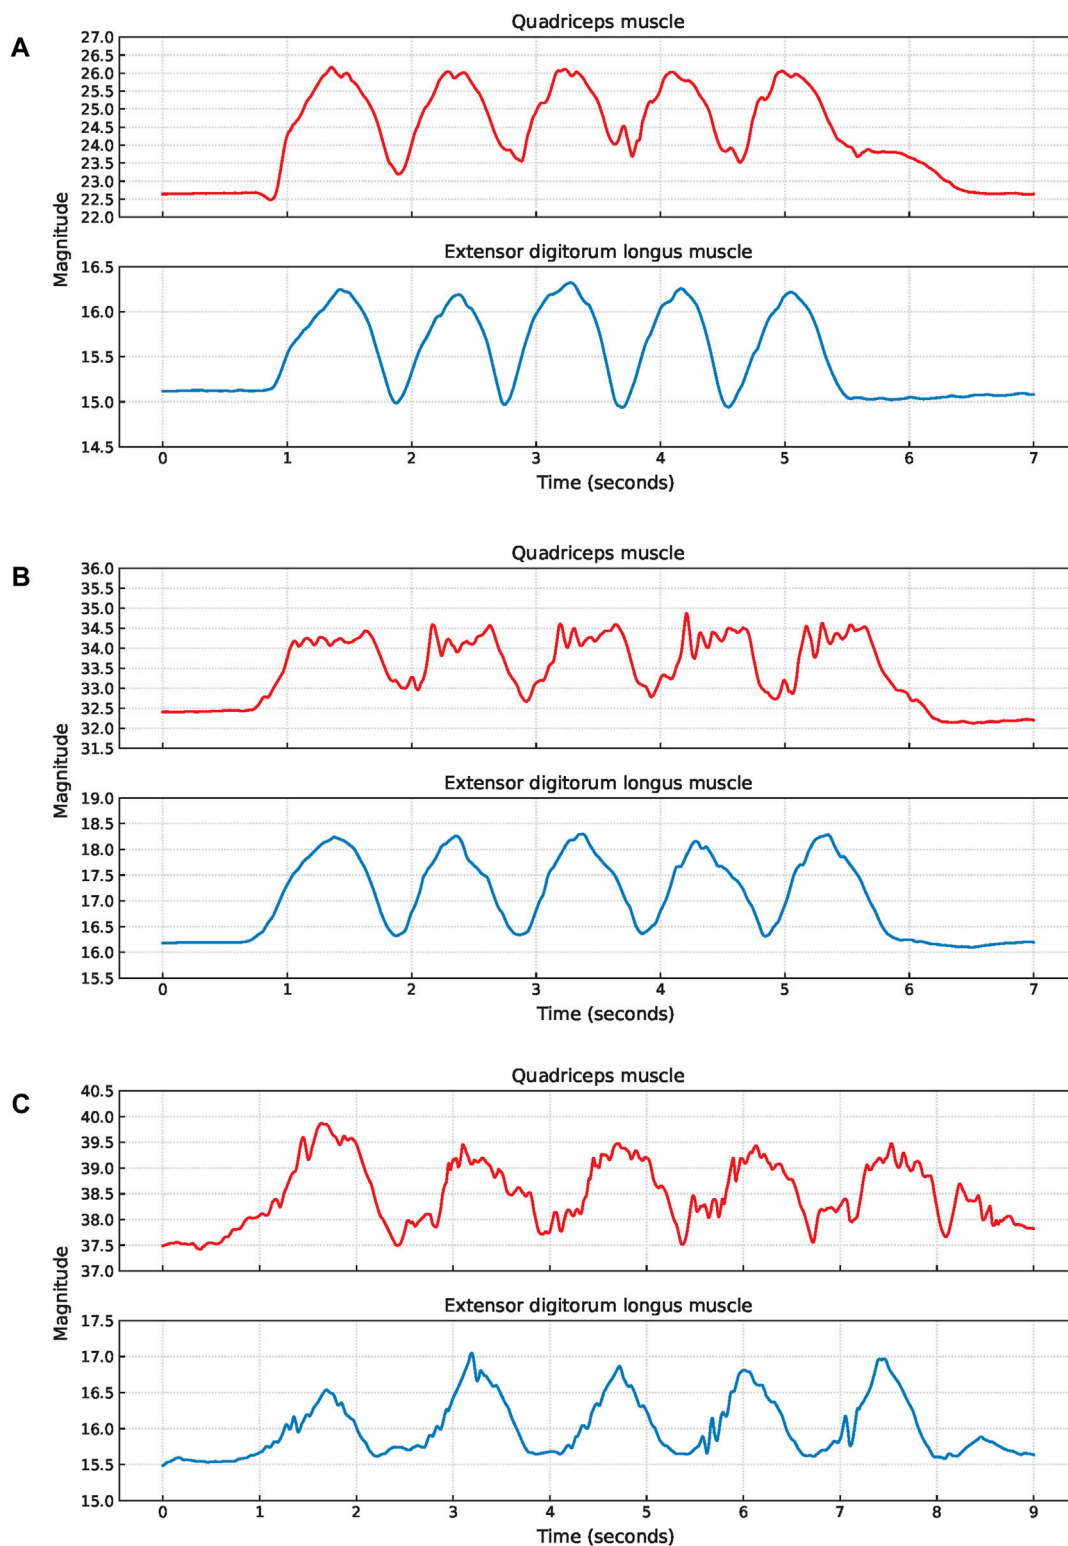 A
Quadriceps muscle
27.0
26.5
26.0
25.5
25.0
24.5
24.0
23.5
23.0
22.5
22.0
Magnitude
Extensor digitorum longus muscle
16.5
16.0
15.5
15.0
14.5
0 1 2 3 4 5 6 7
Time (seconds)
B
Quadriceps muscle
36.0
35.5
35.0
34.5
34.0
33.5
33.0
32.5
32.0
31.5
Magnitude
Extensor digitorum longus muscle
19.0
18.5
18.0
17.5
17.0
16.5
16.0
15.5
0 1 2 3 4 5 6 7
Time (seconds)
C
Quadriceps muscle
40.5
40.0
39.5
39.0
38.5
38.0
37.5
37.0
Magnitude
Extensor digitorum longus muscle
17.5
17.0
16.5
16.0
15.5
15.0
0 1 2 3 4 5 6 7 8 9
Time (seconds)